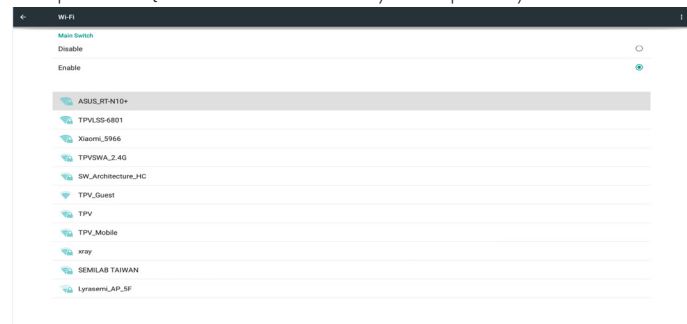 Wi-Fi
Main Switch
Disable
Enable
ASUS_RT-N10+
TPVLSS-6801
Xiaomi_5966
TPVSWA_2.4G
SW_Architecture_HC
TPV_Guest
TPV
TPV_Mobile
xray
SEMILAB TAIWAN
Lyrasemi_AP_5F